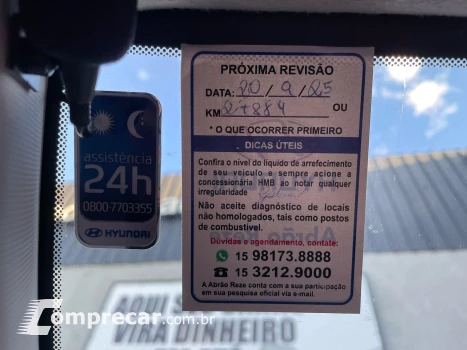 PRÓXIMA REVISÃO
DATA: 20 / 9 / 25
KM 27884 OU
* O QUE OCORRER PRIMEIRO
DICAS ÚTEIS
Confira o nível do líquido de arrefecimento
de seu veículo e sempre acione a
concessionária HMB ao notar qualquer
irregularidade
Não aceite diagnóstico de locais
não homologados, tais como postos
de combustível.
Dúvidas e agendamento, contate:
15 98173.8888
15 3212.9000
A Abrão Reze conta com a sua participação
em sua pesquisa oficial via e-mail.
assistência
24h
0800-7703355
HYUNDAI
AQUI S
VIRA DINHEIRO
Comprecar.com.br